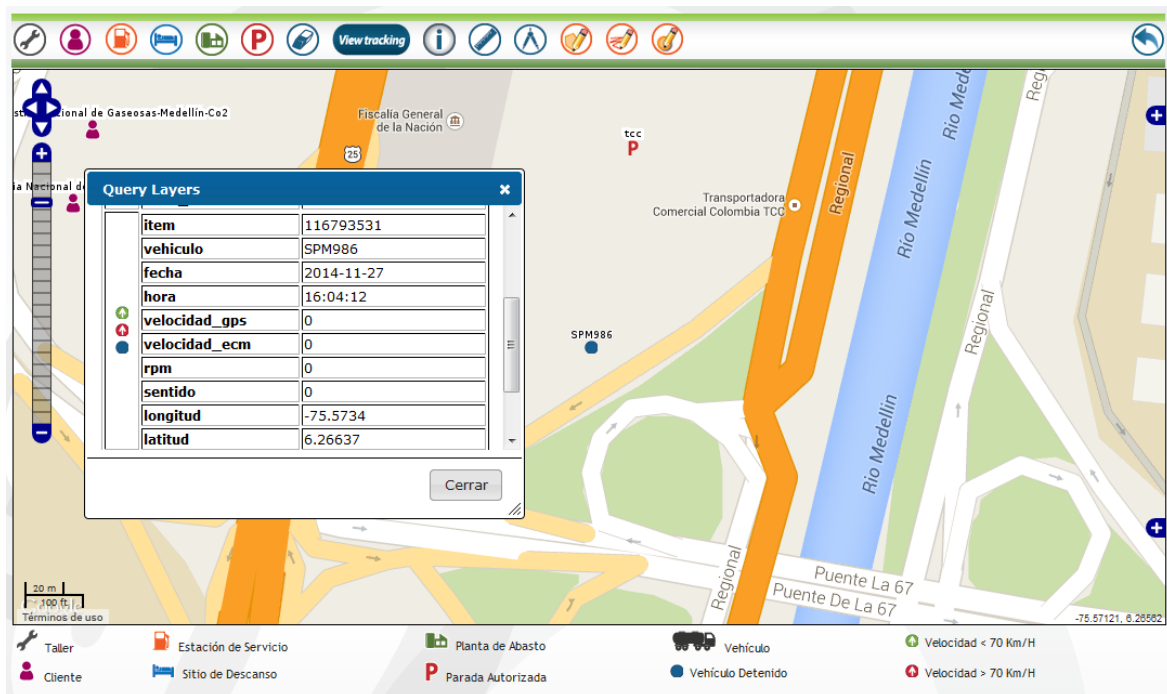 View tracking
ional de Gaseosas-Medellín-Co2
Fiscalía General
de la Nación
25
tcc
P
ia Nacional d
Transportadora
Comercial Colombia TCC
Regional
Río Medellín
Río Medellín
Río Medellín
Regional
Regional
Query Layers
item 116793531
vehiculo SPM986
fecha 2014-11-27
hora 16:04:12
velocidad_gps 0
velocidad_ecm 0
rpm 0
sentido 0
longitud -75.5734
latitud 6.26637
Cerrar
SPM986
Puente La 67
Puente De La 67
20 m
100 ft
Términos de uso
-75.57121, 6.26562
Taller
Estación de Servicio
Planta de Abasto
Vehículo
Velocidad < 70 Km/H
Cliente
Sitio de Descanso
P Parada Autorizada
Vehículo Detenido
Velocidad > 70 Km/H